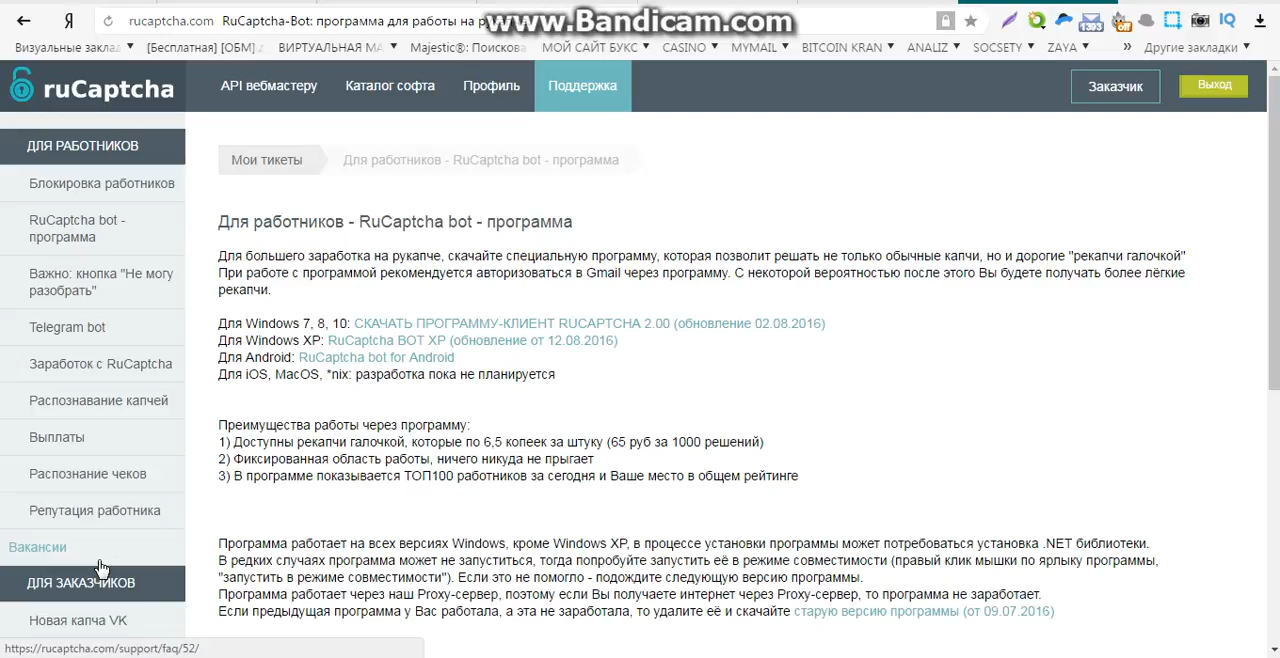 Я rucaptcha.com RuCaptcha-Bot: программа для работы на р
www.Bandicam.com
1393
off
IQ
Визуальные заклад [Бесплатная] [ОБМ] ВИРТУАЛЬНАЯ МА Majestic®: Поискова МОЙ САЙТ БУКС CASINO MYMAIL BITCOIN KRAN ANALIZ SOCSETY ZAYA » Другие закладки
ruCaptcha
API вебмастеру Каталог софта Профиль Поддержка Заказчик Выход
ДЛЯ РАБОТНИКОВ
Блокировка работников
RuCaptcha bot -
программа
Важно: кнопка "Не могу
разобрать"
Telegram bot
Заработок с RuCaptcha
Распознавание капчей
Выплаты
Распознание чеков
Репутация работника
Вакансии
ДЛЯ ЗАКАЗЧИКОВ
Новая капча VK
https://rucaptcha.com/support/faq/52/
Мои тикеты Для работников - RuCaptcha bot - программа
Для работников - RuCaptcha bot - программа
Для большего заработка на рукапче, скачайте специальную программу, которая позволит решать не только обычные капчи, но и дорогие "рекапчи галочкой"
При работе с программой рекомендуется авторизоваться в Gmail через программу. С некоторой вероятностью после этого Вы будете получать более лёгкие
рекапчи.
Для Windows 7, 8, 10: СКАЧАТЬ ПРОГРАММУ-КЛИЕНТ RUCAPTCHA 2.00 (обновление 02.08.2016)
Для Windows XP: RuCaptcha BOT XP (обновление от 12.08.2016)
Для Android: RuCaptcha bot for Android
Для iOS, MacOS, *nix: разработка пока не планируется
Преимущества работы через программу:
1) Доступны рекапчи галочкой, которые по 6,5 копеек за штуку (65 руб за 1000 решений)
2) Фиксированная область работы, ничего никуда не прыгает
3) В программе показывается ТОП100 работников за сегодня и Ваше место в общем рейтинге
Программа работает на всех версиях Windows, кроме Windows XP, в процессе установки программы может потребоваться установка .NET библиотеки.
В редких случаях программа может не запуститься, тогда попробуйте запустить её в режиме совместимости (правый клик мышки по ярлыку программы,
"запустить в режиме совместимости"). Если это не помогло - подождите следующую версию программы.
Программа работает через наш Proxy-сервер, поэтому если Вы получаете интернет через Proxy-сервер, то программа не заработает.
Если предыдущая программа у Вас работала, а эта не заработала, то удалите её и скачайте старую версию программы (от 09.07.2016)